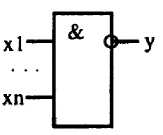 &
x1
y
. . .
xn